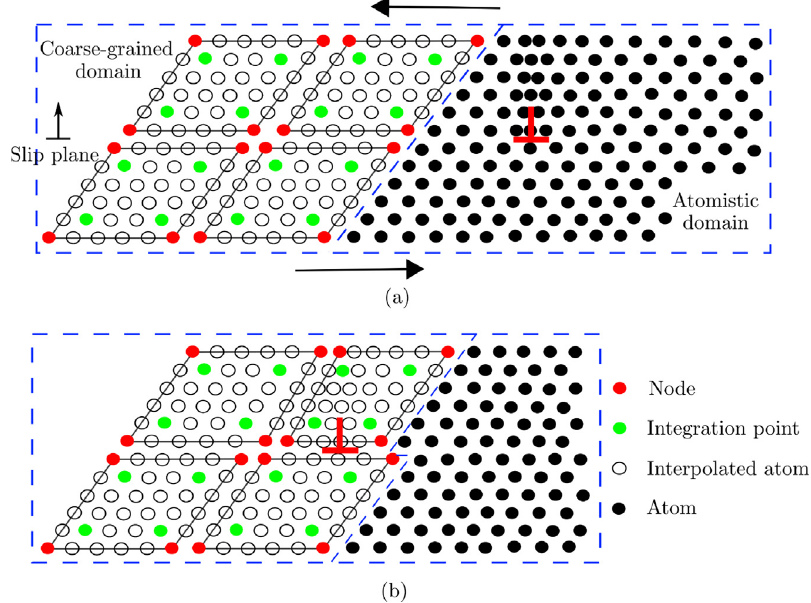 Coarse-grained
domain
Slip plane
Atomistic
domain
(a)
Node
Integration point
Interpolated atom
Atom
(b)